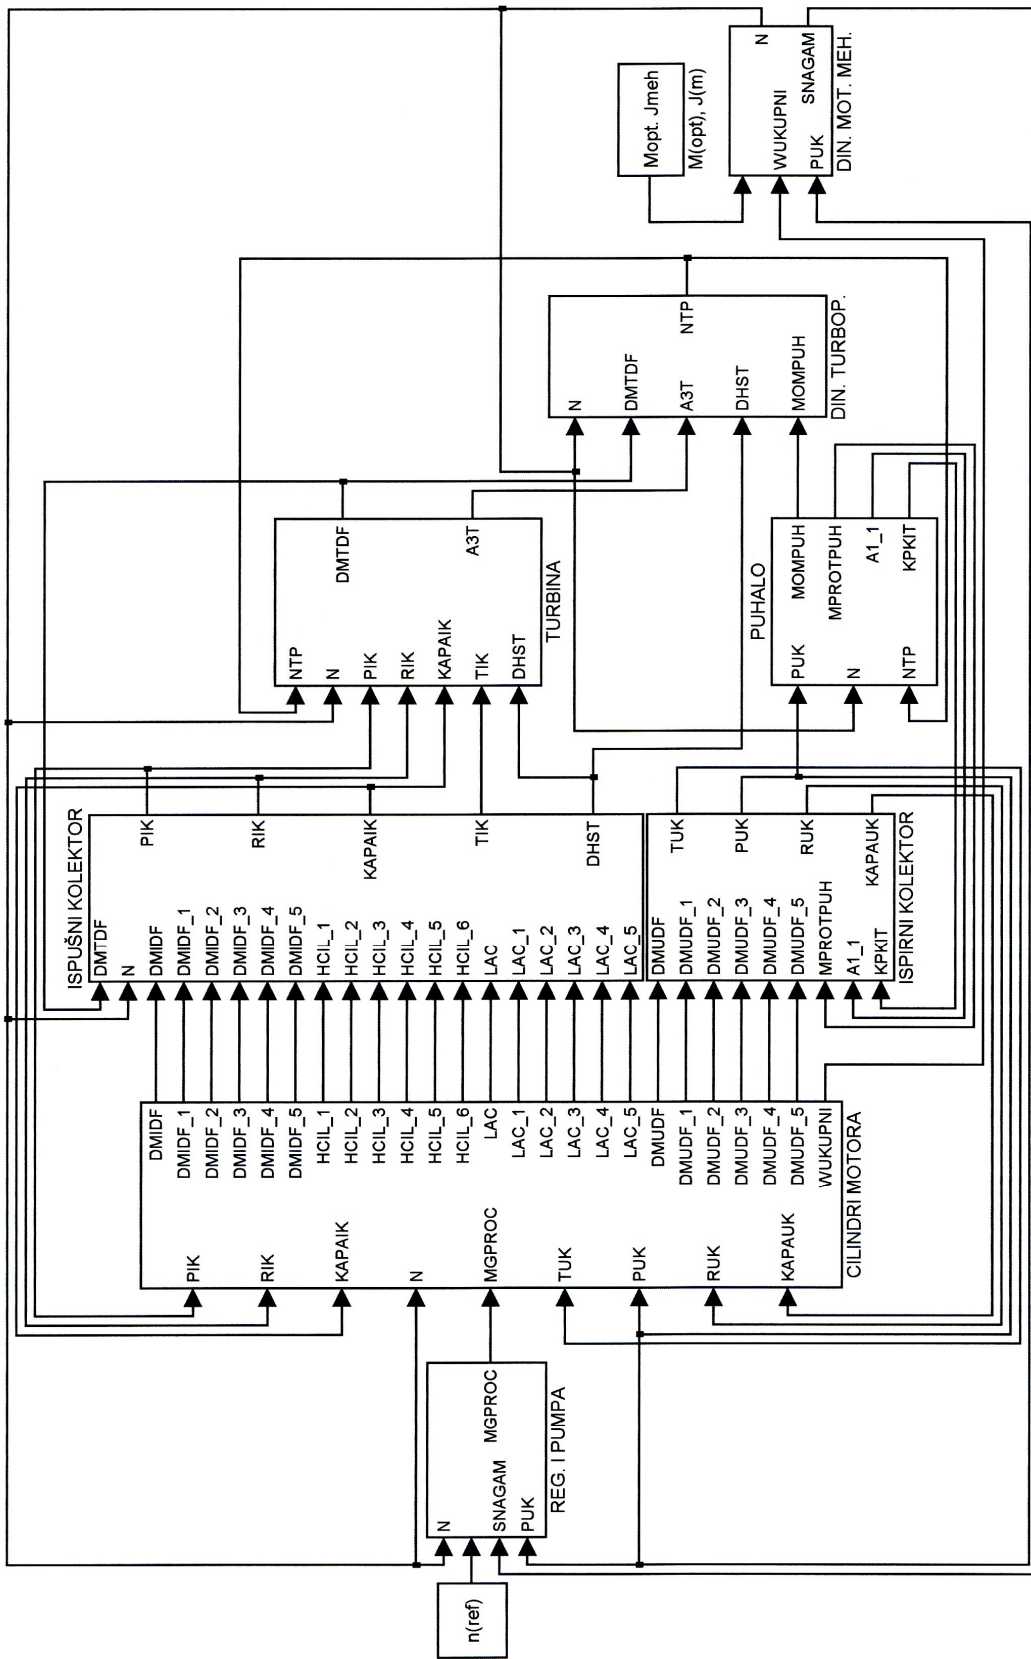 n(ref)
N
SNAGAM
PUK
MGPROC
REG. I PUMPA
PIK
RIK
KAPAIK
N
MGPROC
TUK
PUK
RUK
KAPAUK
DMIDF
DMIDF_1
DMIDF_2
DMIDF_3
DMIDF_4
DMIDF_5
HCIL_1
HCIL_2
HCIL_3
HCIL_4
HCIL_5
HCIL_6
LAC
LAC_1
LAC_2
LAC_3
LAC_4
LAC_5
DMUDF
DMUDF_1
DMUDF_2
DMUDF_3
DMUDF_4
DMUDF_5
WUKUPNI
CILINDRI MOTORA
ISPUŠNI KOLEKTOR
DMTDF
N
DMIDF
DMIDF_1
DMIDF_2
DMIDF_3
DMIDF_4
DMIDF_5
HCIL_1
HCIL_2
HCIL_3
HCIL_4
HCIL_5
HCIL_6
LAC
LAC_1
LAC_2
LAC_3
LAC_4
LAC_5
PIK
RIK
KAPAIK
TIK
DHST
DMUDF
DMUDF_1
DMUDF_2
DMUDF_3
DMUDF_4
DMUDF_5
MPROTPUH
A1_1
KPKIT
TUK
PUK
RUK
KAPAUK
ISPIRNI KOLEKTOR
NTP
N
PIK
RIK
KAPAIK
TIK
DHST
DMTDF
A3T
TURBINA
PUHALO
PUK
N
NTP
MOMPUH
MPROTPUH
A1_1
KPKIT
N
DMTDF
A3T
DHST
MOMPUH
NTP
DIN. TURBOP.
Mopt. Jmeh
M(opt), J(m)
WUKUPNI
PUK
N
SNAGAM
DIN. MOT. MEH.